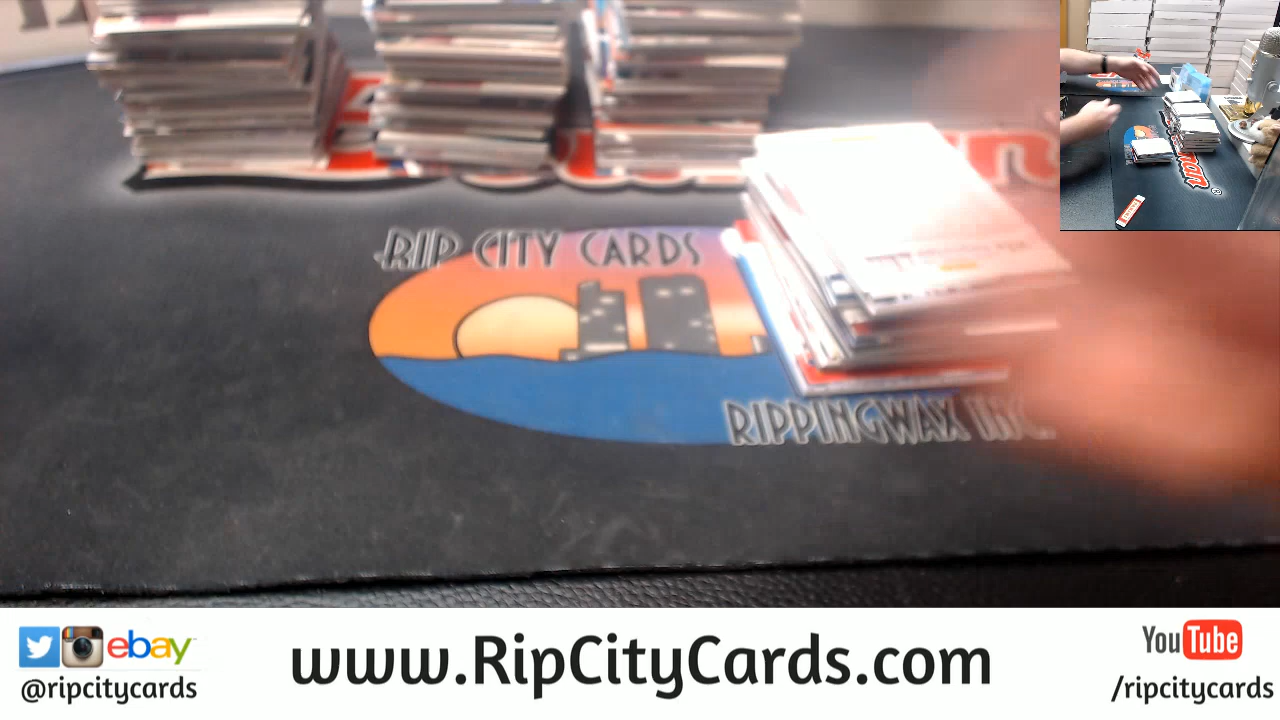 RIP CITY CARDS
RIPPINGWAX INC.
ebay
@ripcitycards
www.RipCityCards.com
YouTube
/ripcitycards